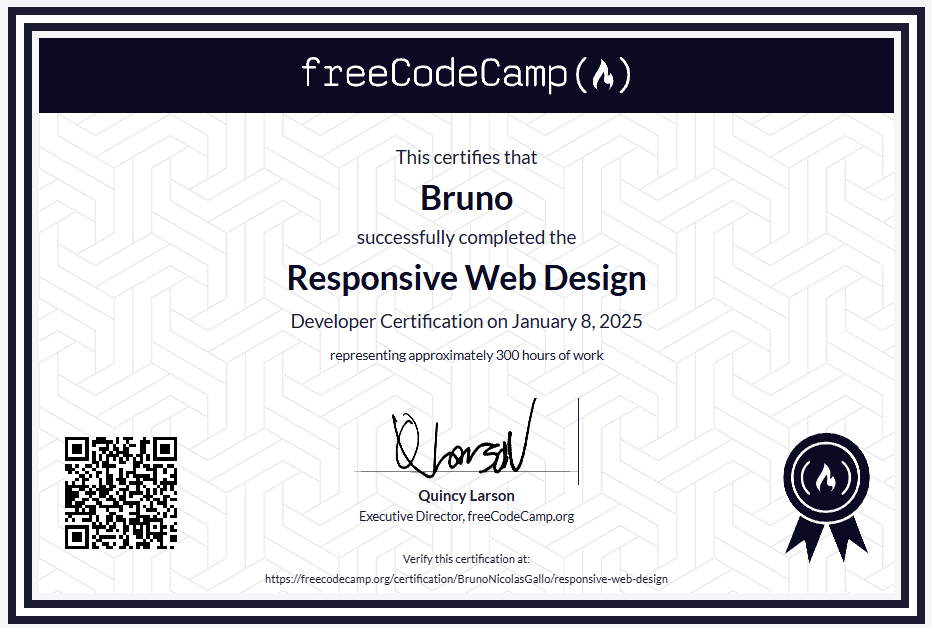 freeCodeCamp
This certifies that
Bruno
successfully completed the
Responsive Web Design
Developer Certification on January 8, 2025
representing approximately 300 hours of work
Q Larson
Quincy Larson
Executive Director, freeCodeCamp.org
Verify this certification at:
https://freecodecamp.org/certification/BrunoNicolasGallo/responsive-web-design